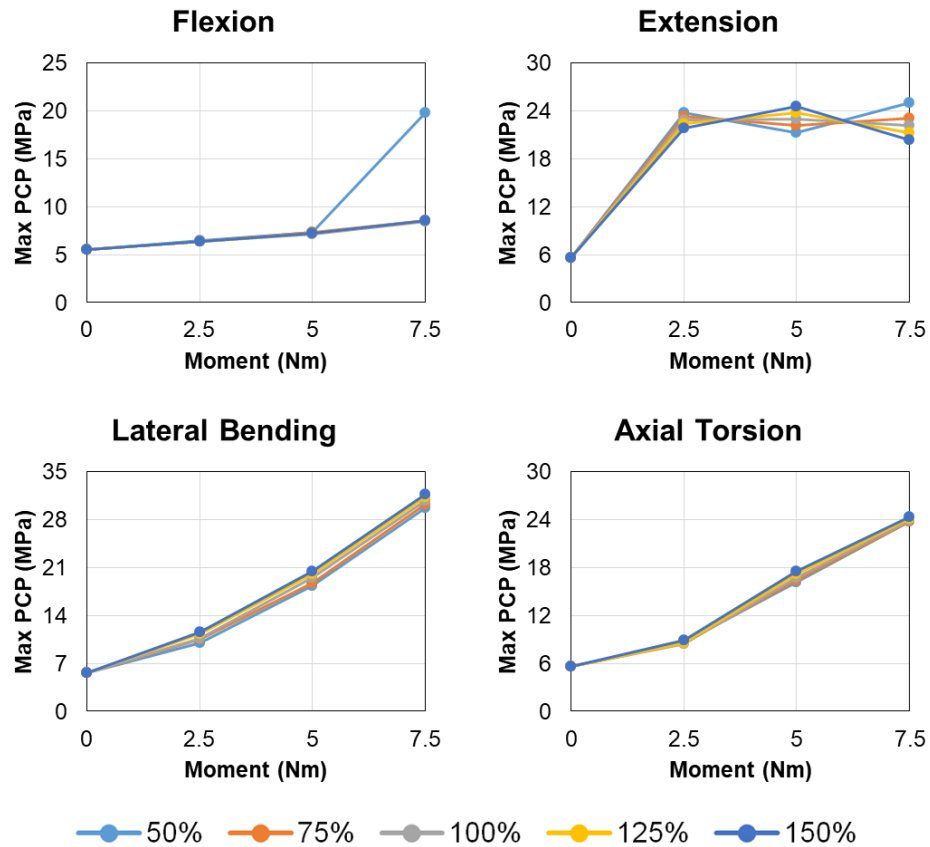 Flexion
Max PCP (MPa)
25
20
15
10
5
0
0 2.5 5 7.5
Moment (Nm)
Extension
Max PCP (MPa)
30
24
18
12
6
0
0 2.5 5 7.5
Moment (Nm)
Lateral Bending
Max PCP (MPa)
35
28
21
14
7
0
0 2.5 5 7.5
Moment (Nm)
Axial Torsion
Max PCP (MPa)
30
24
18
12
6
0
0 2.5 5 7.5
Moment (Nm)
50% 75% 100% 125% 150%